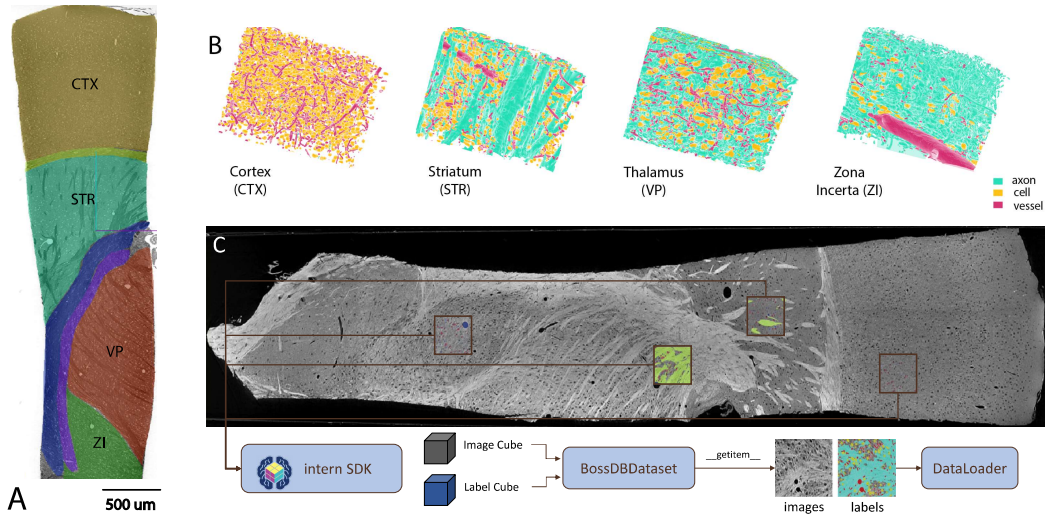 CTX
STR
VP
ZI
A
500 um
B
Cortex
(CTX)
Striatum
(STR)
Thalamus
(VP)
Zona
Incerta (ZI)
axon
cell
vessel
C
intern SDK
Image Cube
Label Cube
BossDBDataset
__getitem__
images
labels
DataLoader